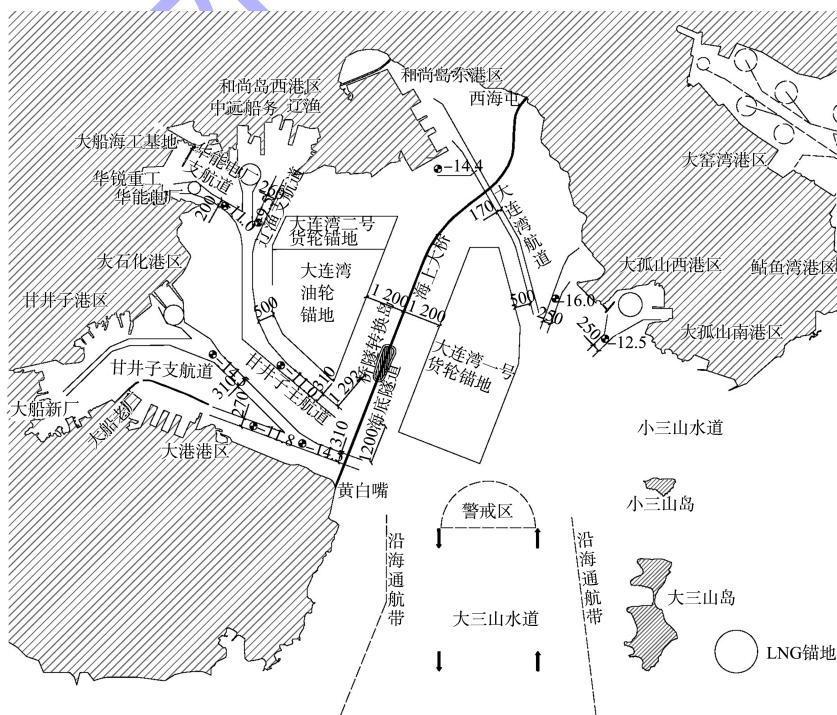 和尚岛东港区
和尚岛西港区
西海屯
中远船务
辽渔
大船海工基地
华能电厂
支航道
-14.4
大窑湾港区
华锐重工
华能电厂
200
辽渔支航道
170
大连湾航道
大连湾二号
货轮锚地
大石化港区
大连湾
油轮
锚地
海上大桥
大孤山西港区
鲇鱼湾港区
甘井子港区
500
1 200
1 200
500
250
-16.0
250
-12.5
大孤山南港区
桥隧转换岛
大连湾一号
货轮锚地
甘井子支航道
甘井子主航道
310
1 292
310
270
海底隧道
大船新厂
大船老厂
大港港区
310
1200
小三山水道
黄白嘴
警戒区
小三山岛
沿海通航带
沿海通航带
大三山水道
大三山岛
LNG锚地